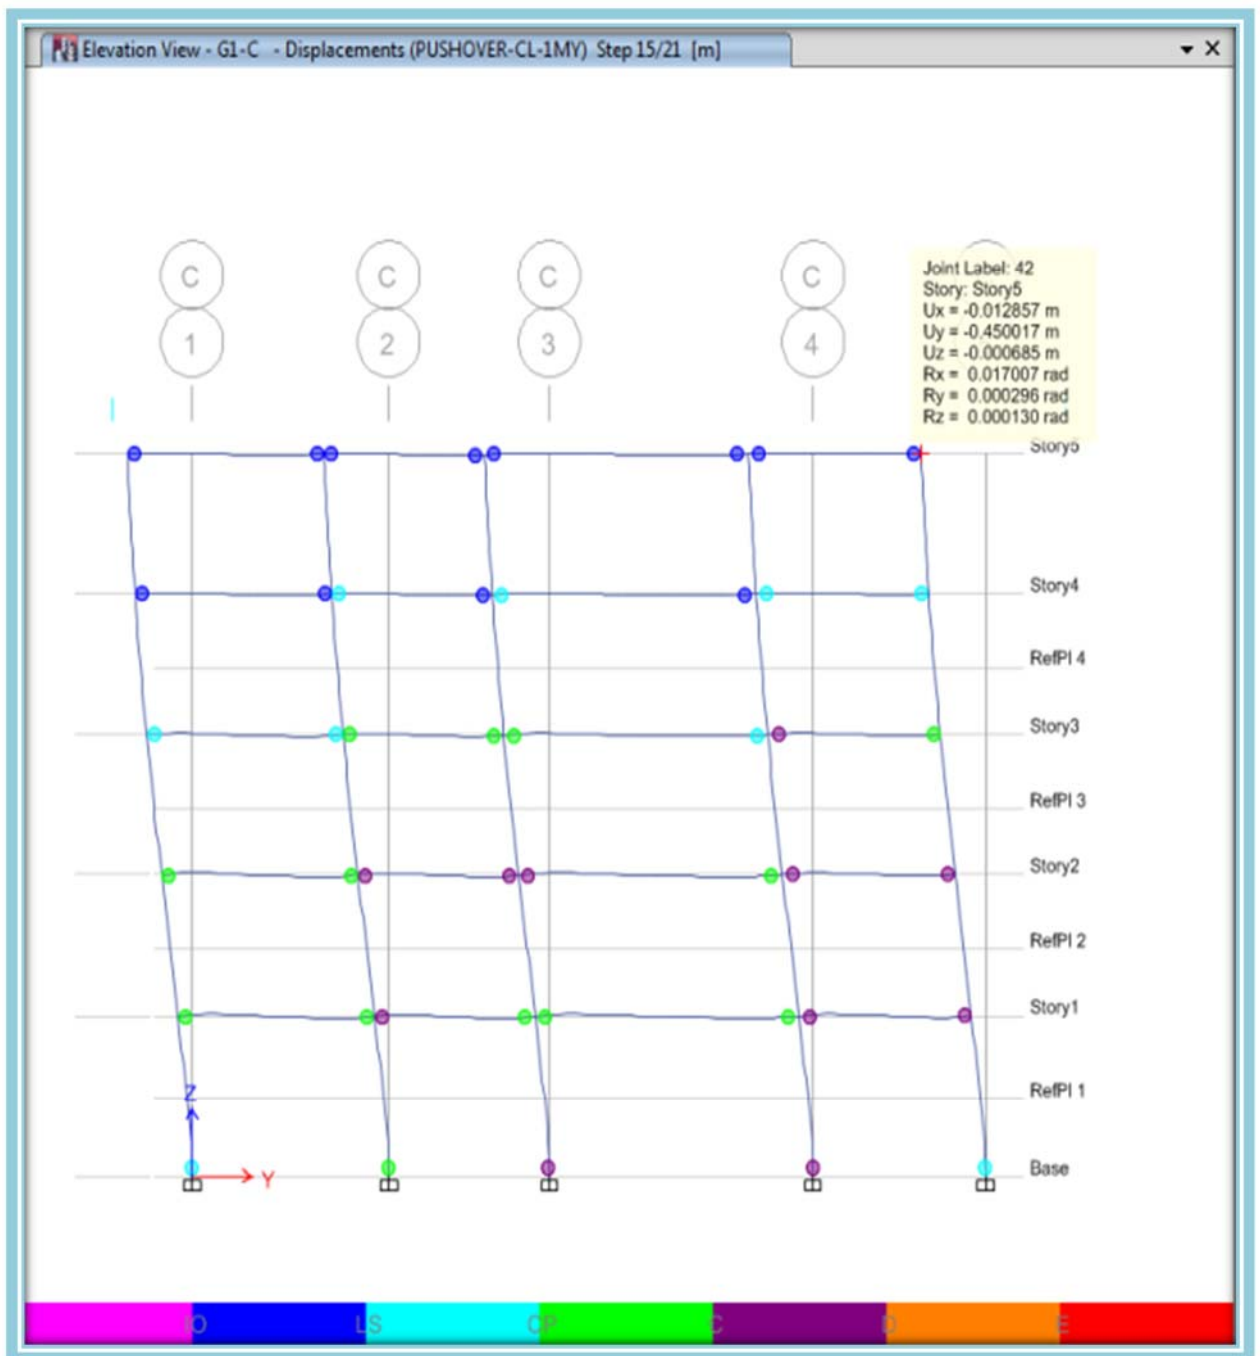 Elevation View - G1-C - Displacements (PUSHOVER-CL-1MY) Step 15/21 [m]
C C C C
1 2 3 4
Joint Label: 42
Story: Story5
Ux = -0.012857 m
Uy = -0.450017 m
Uz = -0.000685 m
Rx = 0.017007 rad
Ry = 0.000296 rad
Rz = 0.000130 rad
Story5
Story4
RefPl 4
Story3
RefPl 3
Story2
RefPl 2
Story1
RefPl 1
Z
Base
Y
IO LS CP C D E